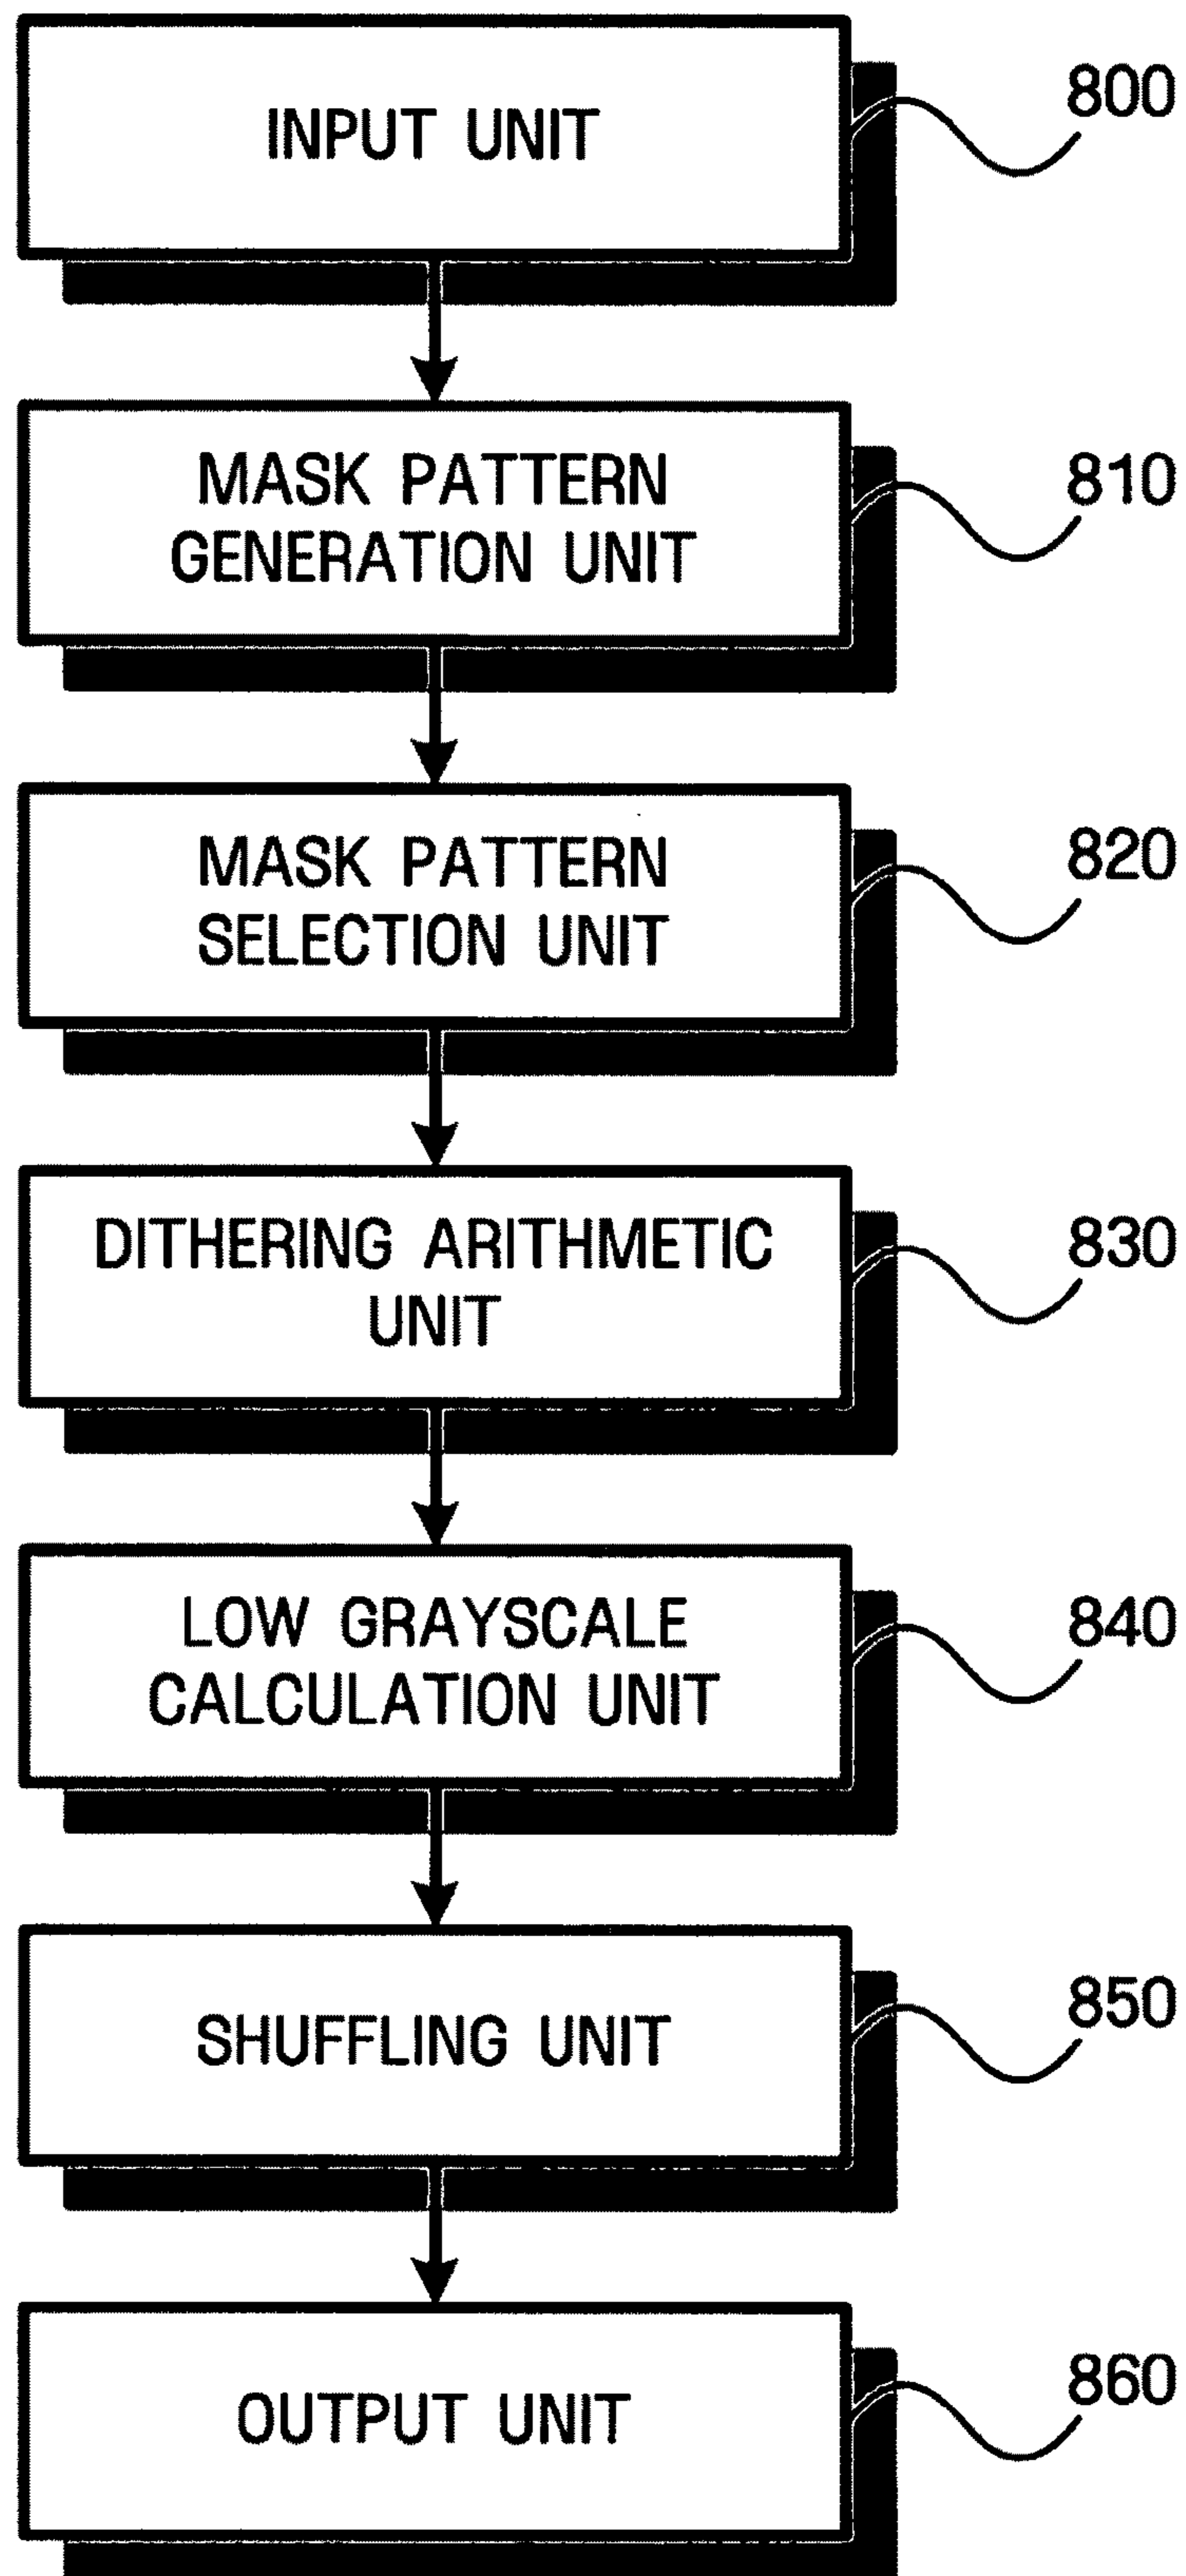 INPUT UNIT
800
MASK PATTERN
GENERATION UNIT
810
MASK PATTERN
SELECTION UNIT
820
DITHERING ARITHMETIC
UNIT
830
LOW GRAYSCALE
CALCULATION UNIT
840
SHUFFLING UNIT
850
OUTPUT UNIT
860